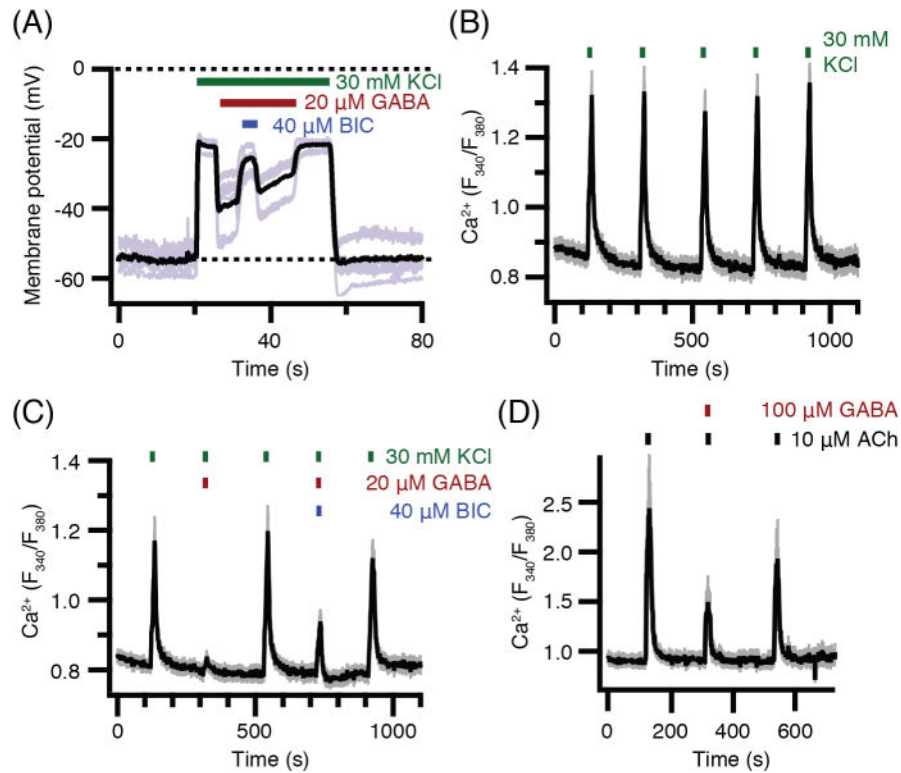 (A)
Membrane potential (mV)
0
-20
-40
-60
30 mM KCl
20 µM GABA
40 µM BIC
0
40
80
Time (s)
(B)
30 mM
KCl
Ca²⁺ (F₃₄₀/F₃₈₀)
1.4
1.2
1.0
0.8
0
500
1000
Time (s)
(C)
30 mM KCl
20 µM GABA
40 µM BIC
Ca²⁺ (F₃₄₀/F₃₈₀)
1.4
1.2
1.0
0.8
0
500
1000
Time (s)
(D)
100 µM GABA
10 µM ACh
Ca²⁺ (F₃₄₀/F₃₈₀)
2.5
2.0
1.5
1.0
0
200
400
600
Time (s)